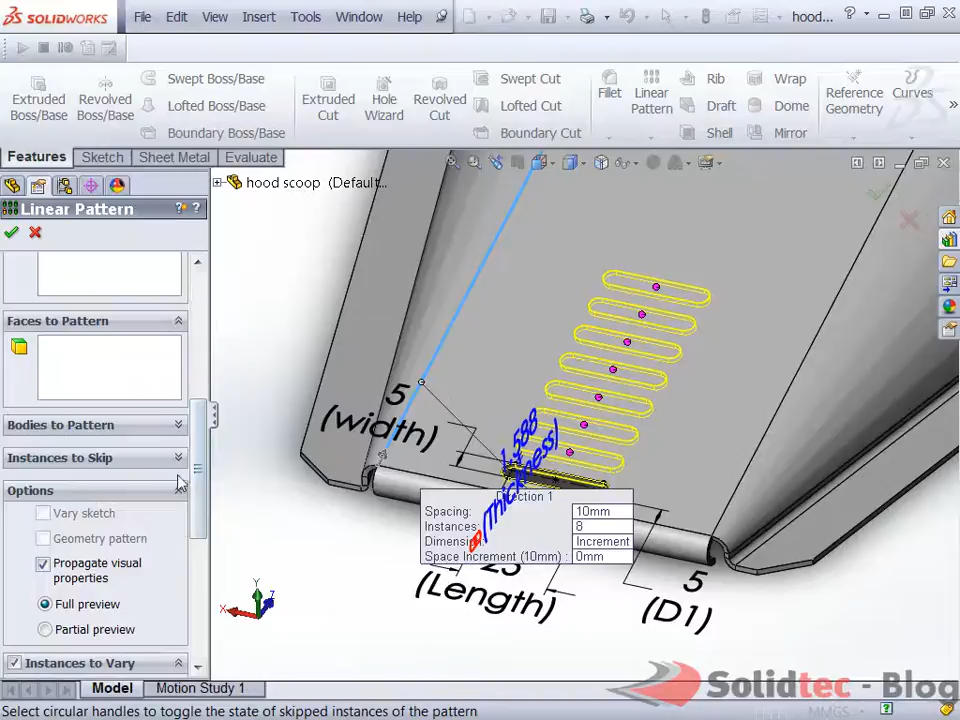 SOLIDWORKS
File Edit View Insert Tools Window Help
hood...
Extruded Boss/Base
Revolved Boss/Base
Swept Boss/Base
Lofted Boss/Base
Boundary Boss/Base
Extruded Cut
Hole Wizard
Revolved Cut
Swept Cut
Lofted Cut
Boundary Cut
Fillet
Linear Pattern
Rib
Draft
Shell
Wrap
Dome
Mirror
Reference Geometry
Curves
Features Sketch Sheet Metal Evaluate
hood scoop (Default...
Linear Pattern
Faces to Pattern
Bodies to Pattern
Instances to Skip
Options
Vary sketch
Geometry pattern
Propagate visual
properties
Full preview
Partial preview
Instances to Vary
5
(width)
1.588
(Thickness)
Direction 1
Spacing: 10mm
Instances: 8
Dimension: Increment
Space Increment (10mm) : 0mm
(Length)
5
(D1)
Y
X
Z
Model Motion Study 1
Solidtec - Blog
Select circular handles to toggle the state of skipped instances of the pattern
MMGS